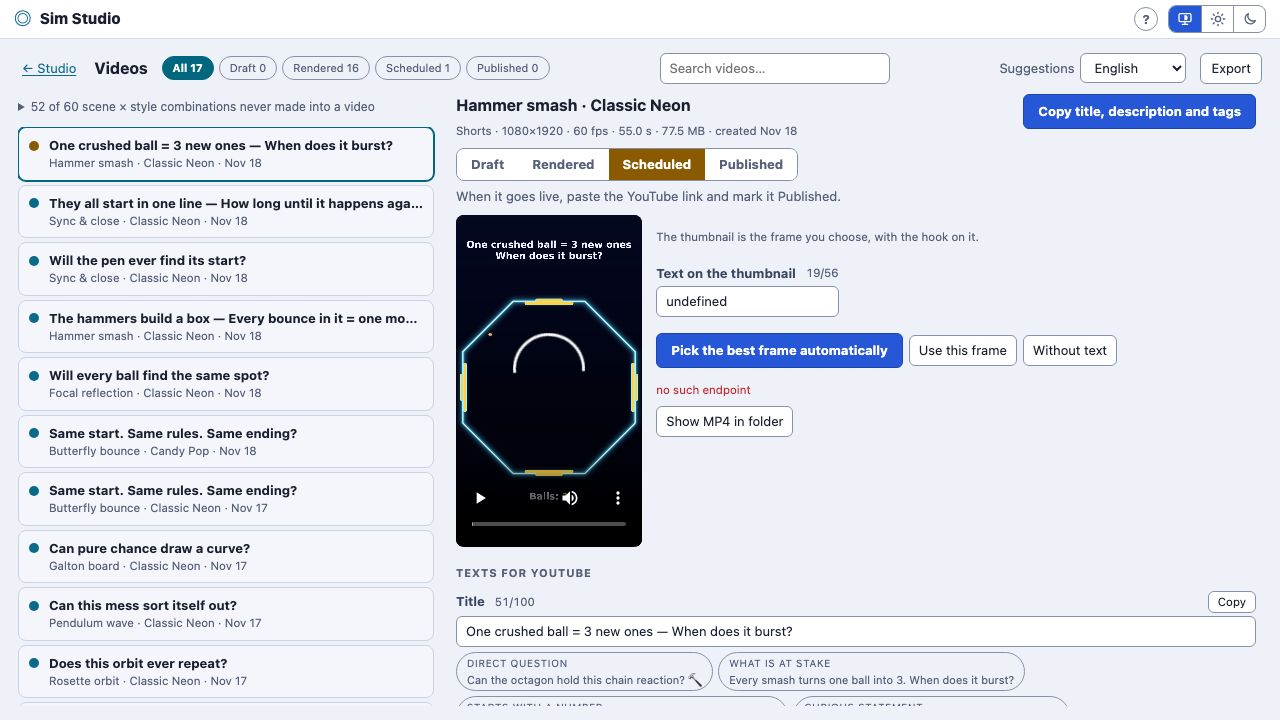 Sim Studio
?
← Studio
Videos
All 17
Draft 0
Rendered 16
Scheduled 1
Published 0
Search videos...
Suggestions
English
Export
52 of 60 scene × style combinations never made into a video
One crushed ball = 3 new ones — When does it burst?
Hammer smash · Classic Neon · Nov 18
They all start in one line — How long until it happens aga...
Sync & close · Classic Neon · Nov 18
Will the pen ever find its start?
Sync & close · Classic Neon · Nov 18
The hammers build a box — Every bounce in it = one mo...
Hammer smash · Classic Neon · Nov 18
Will every ball find the same spot?
Focal reflection · Classic Neon · Nov 18
Same start. Same rules. Same ending?
Butterfly bounce · Candy Pop · Nov 18
Same start. Same rules. Same ending?
Butterfly bounce · Classic Neon · Nov 17
Can pure chance draw a curve?
Galton board · Classic Neon · Nov 17
Can this mess sort itself out?
Pendulum wave · Classic Neon · Nov 17
Does this orbit ever repeat?
Rosette orbit · Classic Neon · Nov 17
Hammer smash · Classic Neon
Copy title, description and tags
Shorts · 1080×1920 · 60 fps · 55.0 s · 77.5 MB · created Nov 18
Draft
Rendered
Scheduled
Published
When it goes live, paste the YouTube link and mark it Published.
One crushed ball = 3 new ones
When does it burst?
Balls:
The thumbnail is the frame you choose, with the hook on it.
Text on the thumbnail 19/56
undefined
Pick the best frame automatically
Use this frame
Without text
no such endpoint
Show MP4 in folder
TEXTS FOR YOUTUBE
Title 51/100
Copy
One crushed ball = 3 new ones — When does it burst?
DIRECT QUESTION
Can the octagon hold this chain reaction? 🔨
WHAT IS AT STAKE
Every smash turns one ball into 3. When does it burst?
STARTS WITH A NUMBER
CURIOUS STATEMENT